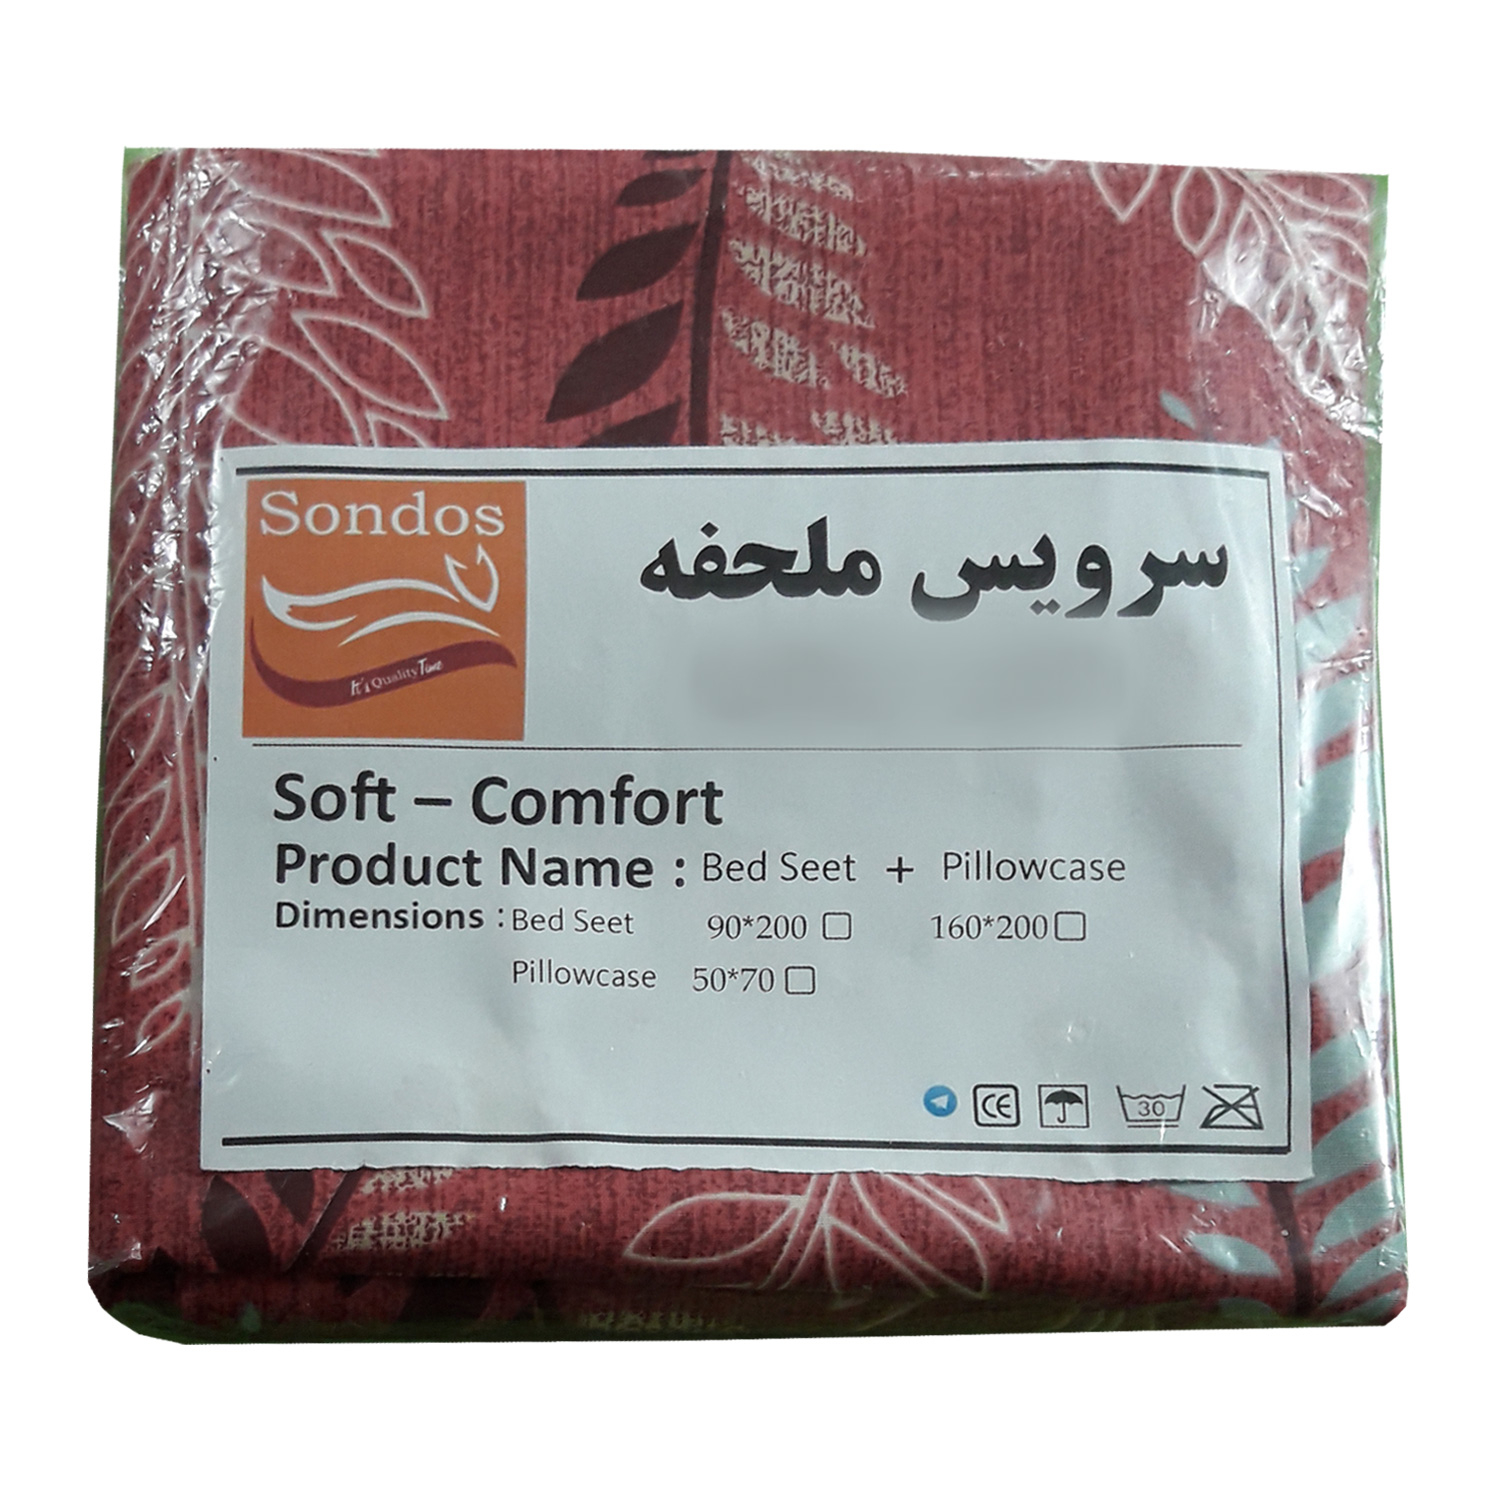 Sondos
It's Quality Time
سرویس ملحفه
Soft – Comfort
Product Name : Bed Seet + Pillowcase
Dimensions : Bed Seet 90*200 160*200
Pillowcase 50*70
CE 30